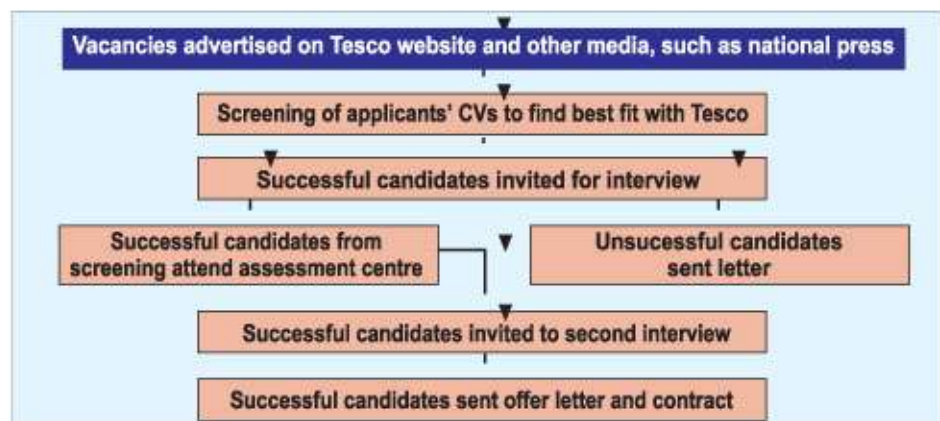 Vacancies advertised on Tesco website and other media, such as national press
Screening of applicants' CVs to find best fit with Tesco
Successful candidates invited for interview
Successful candidates from
screening attend assessment centre
Unsucessful candidates
sent letter
Successful candidates invited to second interview
Successful candidates sent offer letter and contract